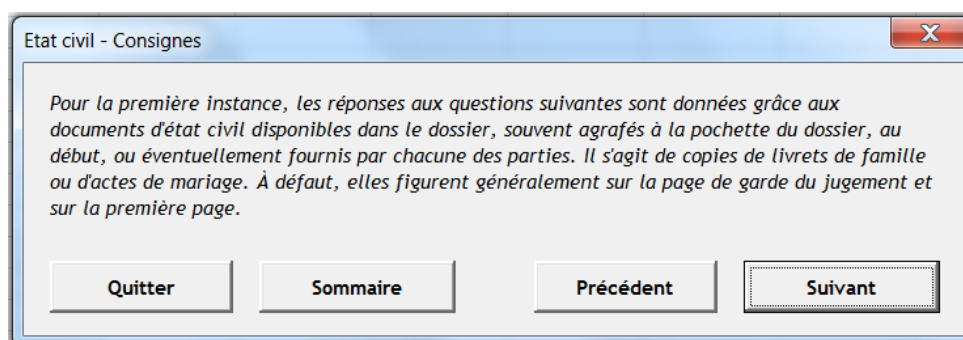 Etat civil - Consignes
Pour la première instance, les réponses aux questions suivantes sont données grâce aux
documents d'état civil disponibles dans le dossier, souvent agrafés à la pochette du dossier, au
début, ou éventuellement fournis par chacune des parties. Il s'agit de copies de livrets de famille
ou d'actes de mariage. À défaut, elles figurent généralement sur la page de garde du jugement et
sur la première page.
Quitter Sommaire Précédent Suivant